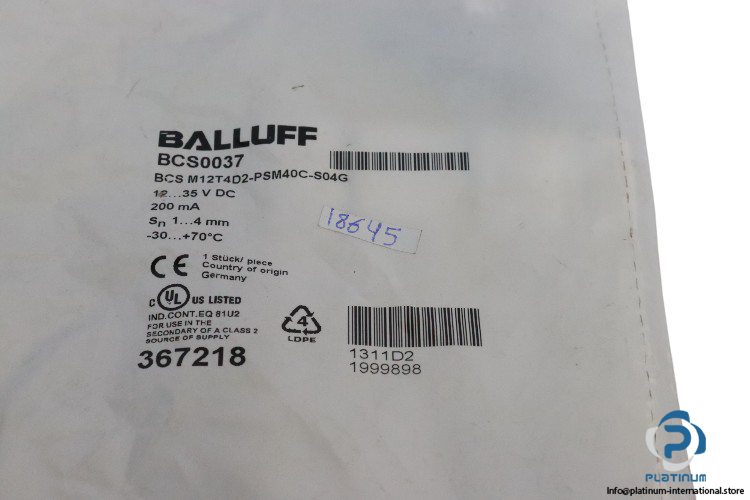 BALLUFF
BCS0037
BCS M12T4D2-PSM40C-S04G
12...35 V DC
200 mA
Sn 1...4 mm
-30...+70°C
18645
CE
1 Stück/ piece
Country of origin
Germany
c UL US LISTED
IND.CONT.EQ 81U2
FOR USE IN THE
SECONDARY OF A CLASS 2
SOURCE OF SUPPLY
4
LDPE
367218
1311D2
1999898
PLATINUM
Info@platinum-international.store